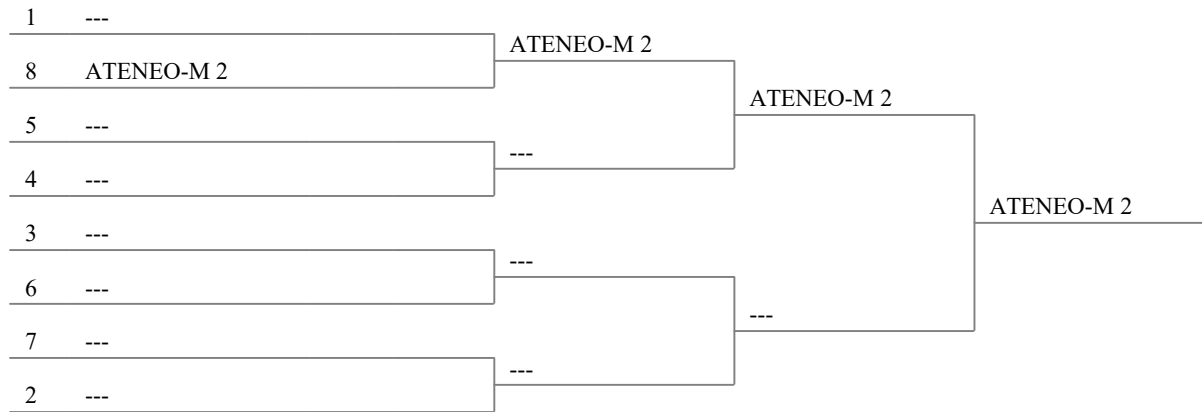 1 ---
8 ATENEO-M 2
5 ---
4 ---
3 ---
6 ---
7 ---
2 ---
ATENEO-M 2
---
---
---
ATENEO-M 2
---
ATENEO-M 2